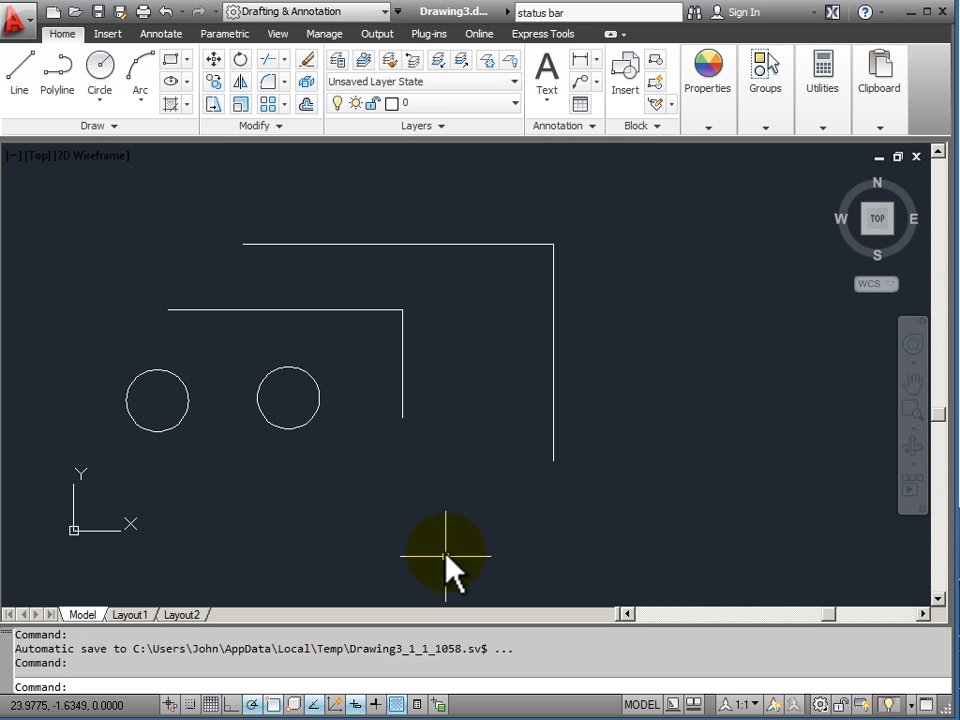 Drafting & Annotation
Drawing3.d...
status bar
Sign In
Home Insert Annotate Parametric View Manage Output Plug-ins Online Express Tools
Line Polyline Circle Arc
Unsaved Layer State
0
Text
Insert
Properties
Groups
Utilities
Clipboard
Draw
Modify
Layers
Annotation
Block
[−] [Top] [2D Wireframe]
N
W TOP E
S
WCS
Y
X
Model Layout1 Layout2
Command:
Automatic save to C:\Users\John\AppData\Local\Temp\Drawing3_1_1_1058.sv$ ...
Command:
Command:
23.9775, -1.6349, 0.0000
MODEL
1:1